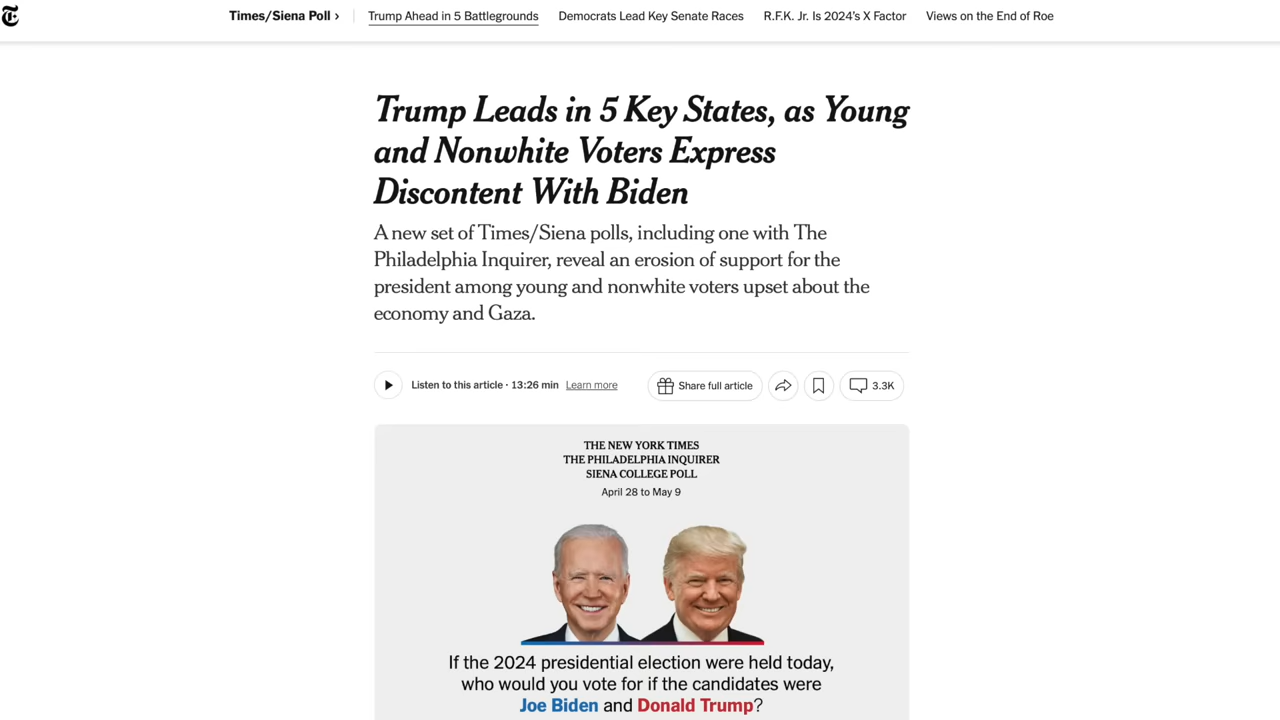 Times/Siena Poll › Trump Ahead in 5 Battlegrounds Democrats Lead Key Senate Races R.F.K. Jr. Is 2024's X Factor Views on the End of Roe
Trump Leads in 5 Key States, as Young
and Nonwhite Voters Express
Discontent With Biden
A new set of Times/Siena polls, including one with The
Philadelphia Inquirer, reveal an erosion of support for the
president among young and nonwhite voters upset about the
economy and Gaza.
Listen to this article · 13:26 min Learn more Share full article 3.3K
THE NEW YORK TIMES
THE PHILADELPHIA INQUIRER
SIENA COLLEGE POLL
April 28 to May 9
If the 2024 presidential election were held today,
who would you vote for if the candidates were
Joe Biden and Donald Trump?